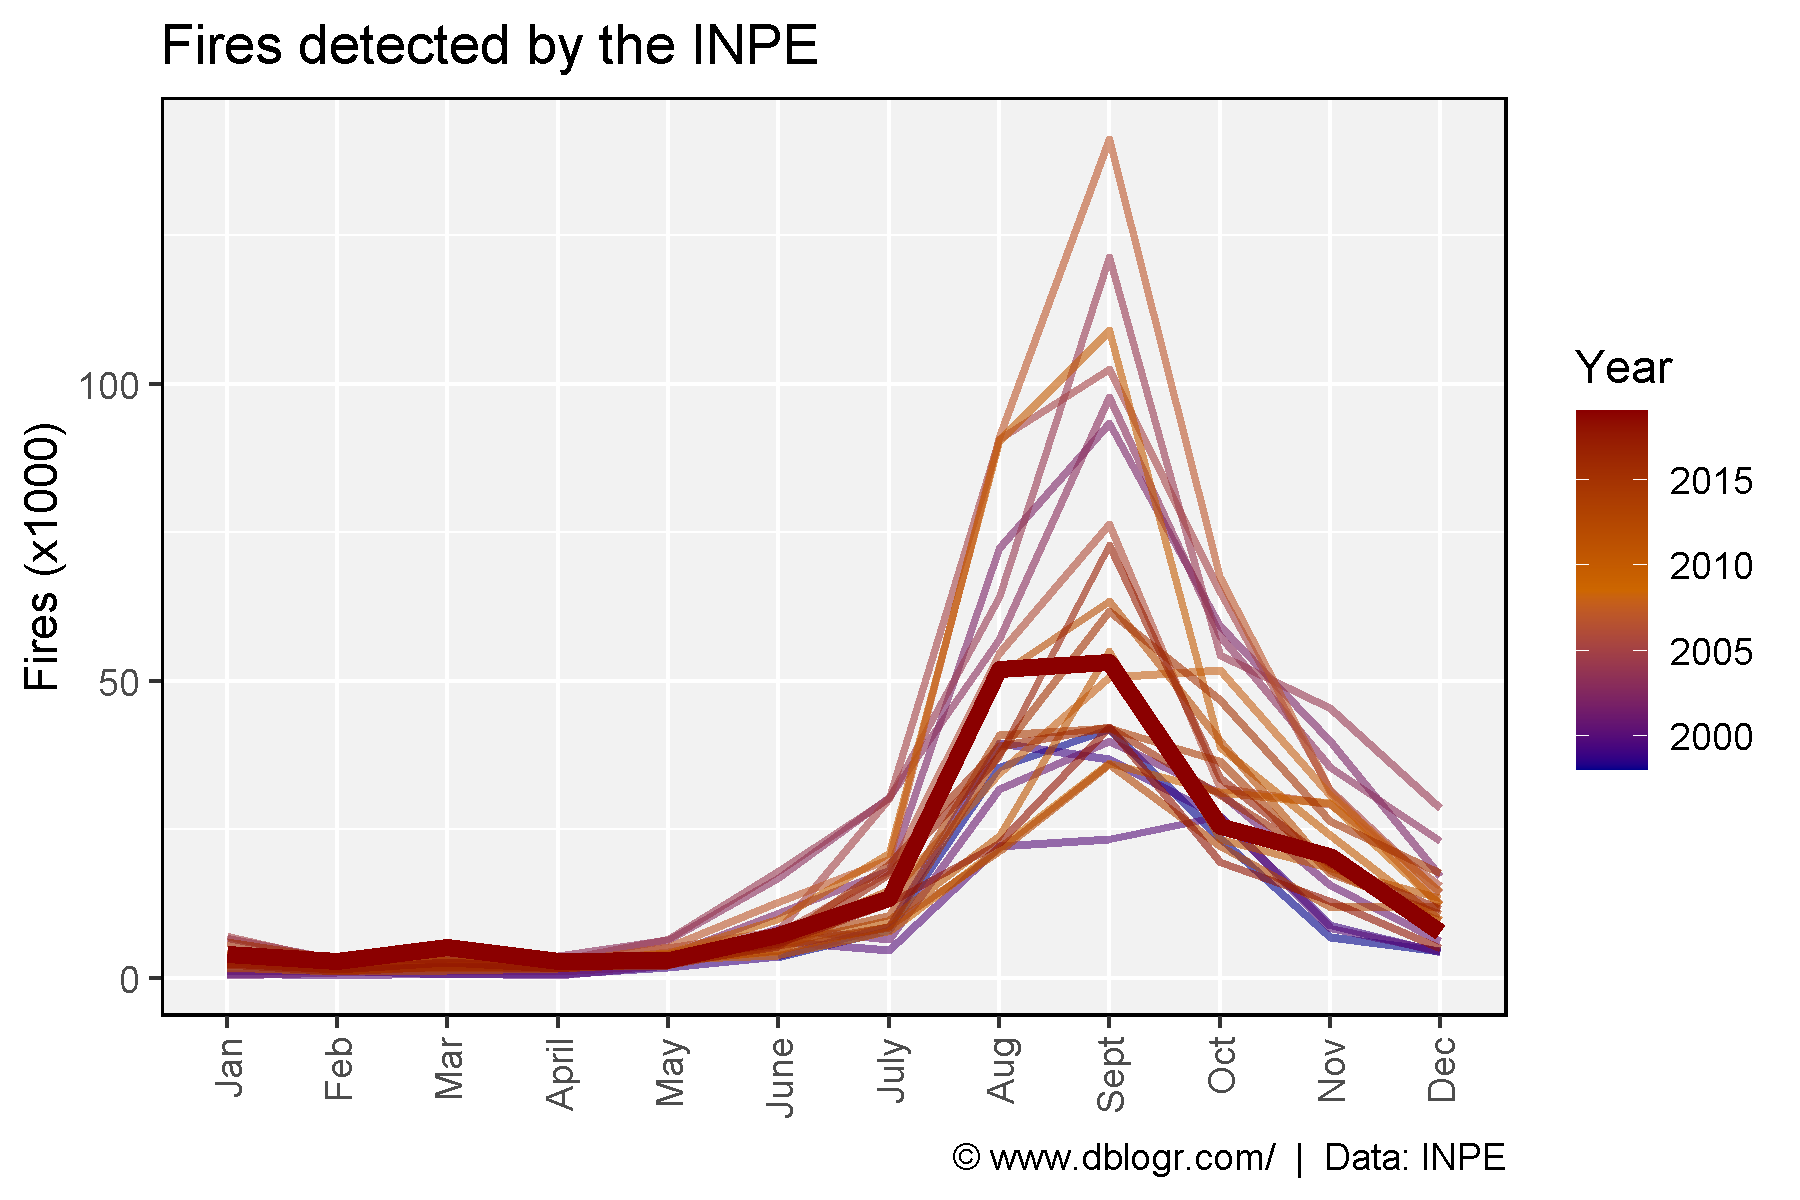 Fires detected by the INPE
Fires (x1000)
100
50
0
Jan
Feb
Mar
April
May
June
July
Aug
Sept
Oct
Nov
Dec
Year
2015
2010
2005
2000
© www.dblogr.com/ | Data: INPE